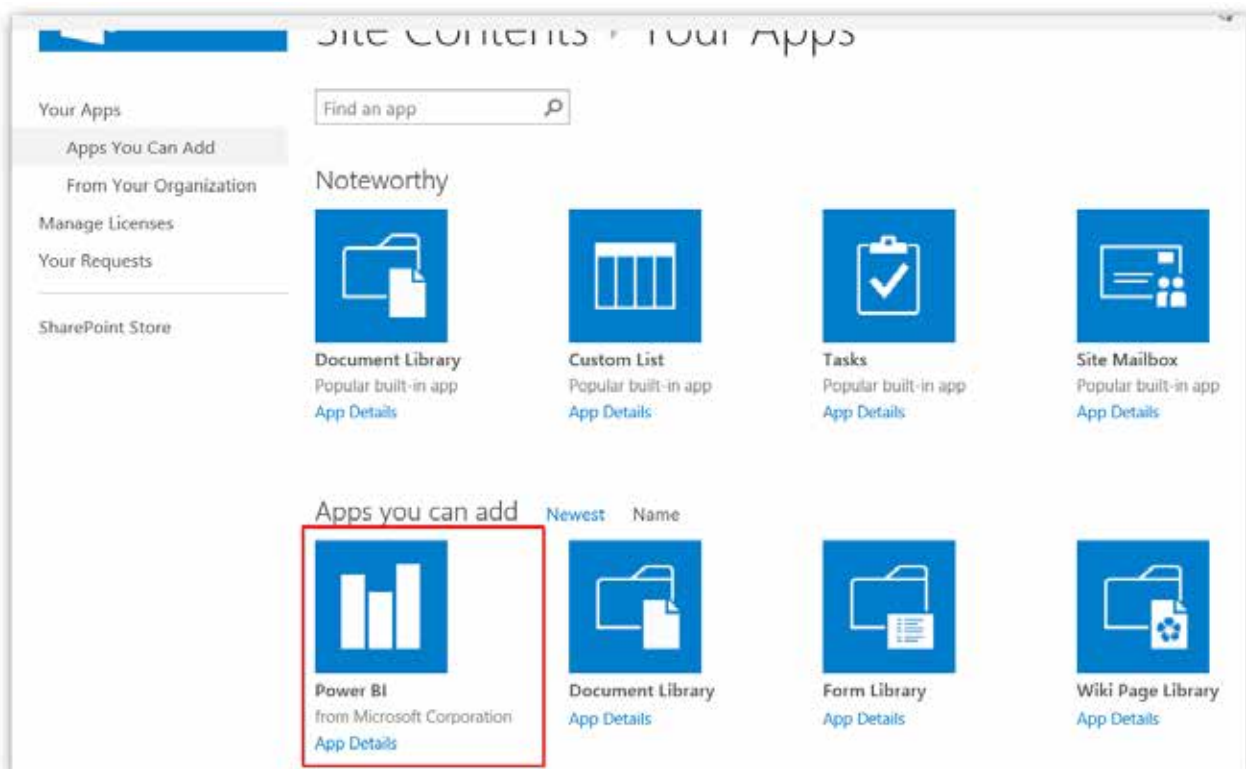 Site Contents › Your Apps
Your Apps
Apps You Can Add
From Your Organization
Manage Licenses
Your Requests
SharePoint Store
Find an app
Noteworthy
Document Library
Popular built-in app
App Details
Custom List
Popular built-in app
App Details
Tasks
Popular built-in app
App Details
Site Mailbox
Popular built-in app
App Details
Apps you can add Newest Name
Power BI
from Microsoft Corporation
App Details
Document Library
App Details
Form Library
App Details
Wiki Page Library
App Details